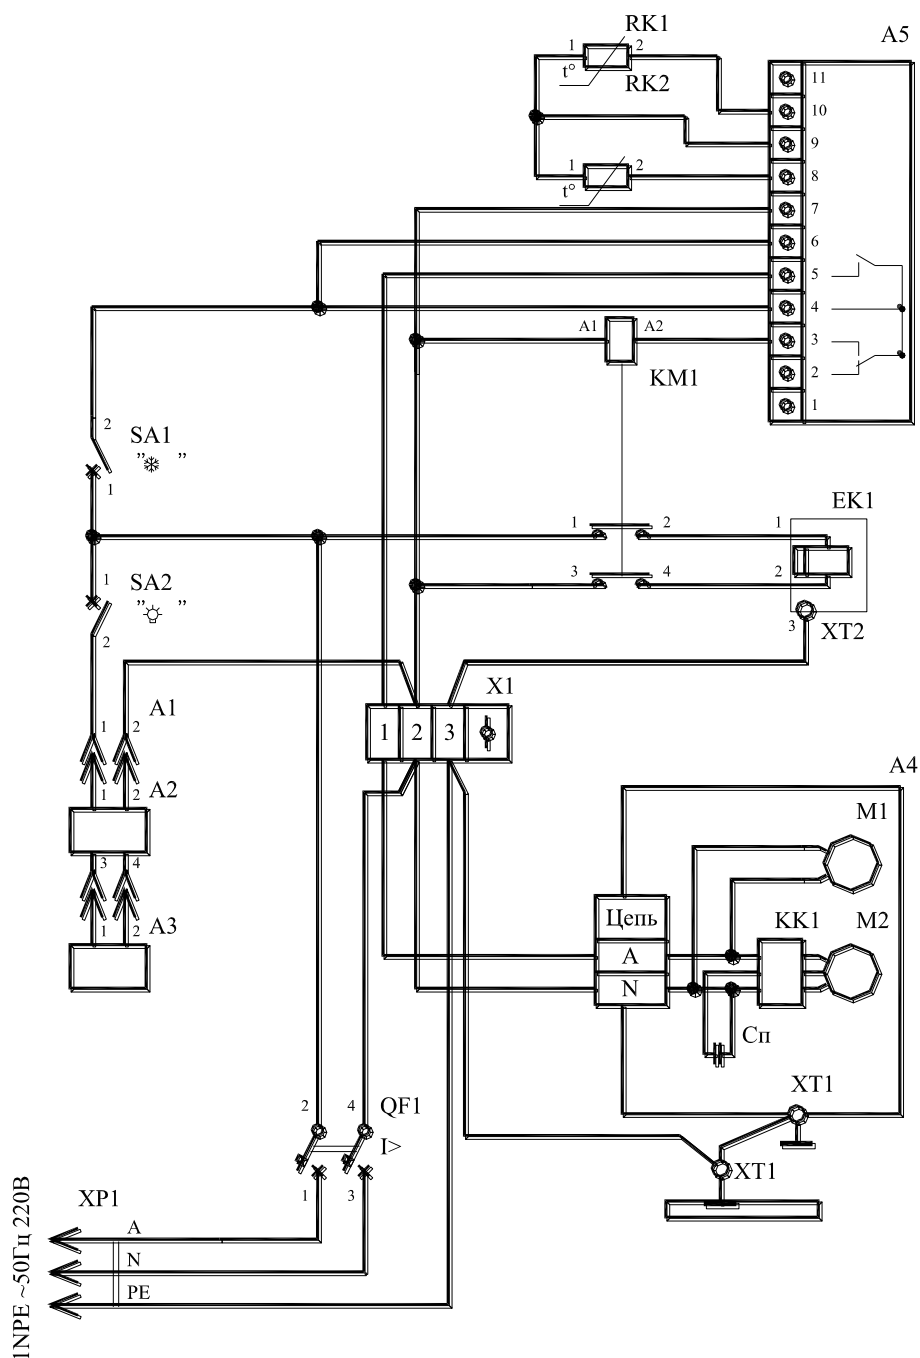 RK1
A5
1
2
t°
RK2
11
10
9
1
2
8
t°
7
6
5
4
A1
A2
3
KM1
2
1
2
SA1
"❄"
1
EK1
1
2
1
1
SA2
3
4
2
" "
3
XT2
2
X1
A1
1
2
1
2
3
A4
A2
1
2
M1
3
4
Цепь
KK1
M2
A3
1
2
A
N
Сп
XT1
2
4
QF1
I>
XT1
1
3
XP1
A
N
PE
1NPE ~50Гц 220В